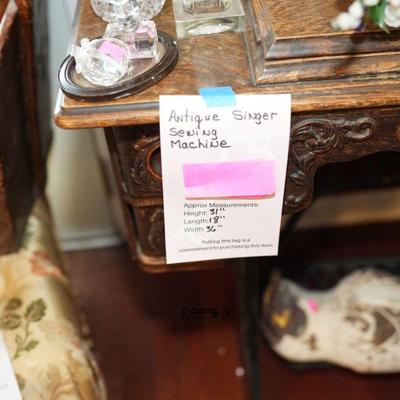 Antique Singer
Sewing
Machine
Approx Measurements:
Height: 31"
Length: 18"
Width: 36"
Pulling this tag is a
commitment to purchasing this item.